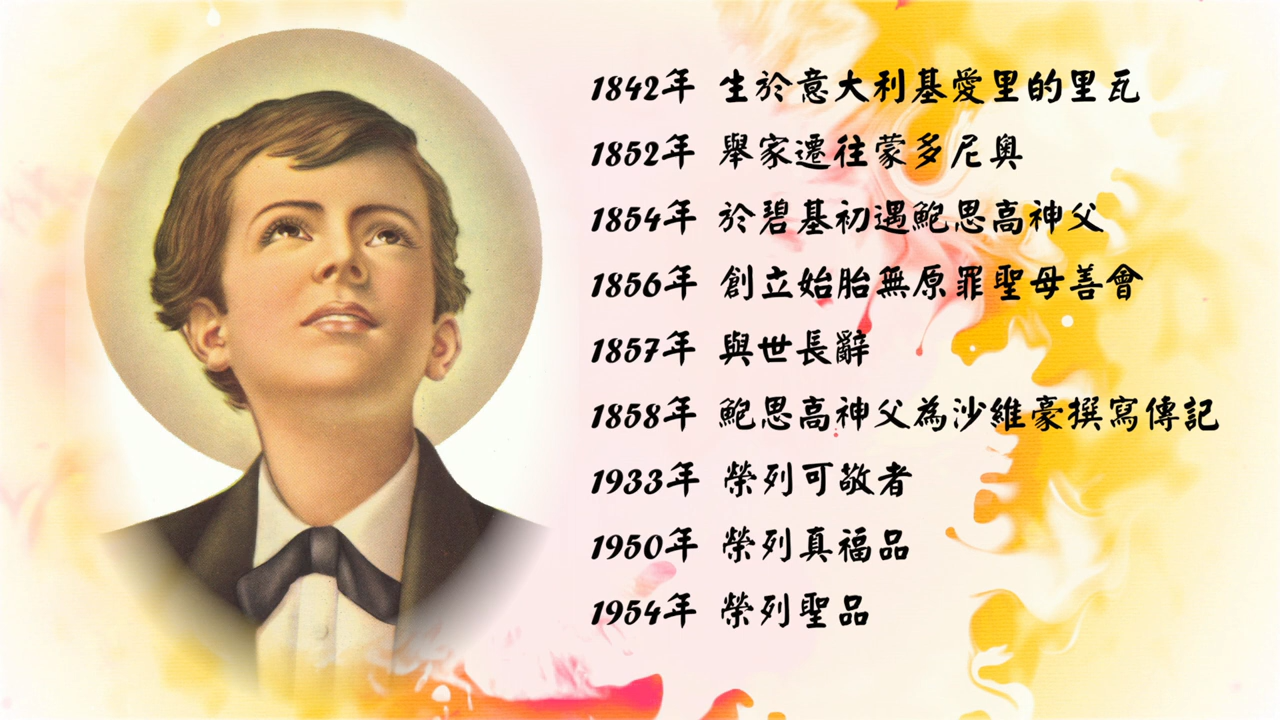 1842年 生於意大利基愛里的里瓦
1852年 舉家遷往蒙多尼奧
1854年 於碧基初遇鮑思高神父
1856年 創立始胎無原罪聖母善會
1857年 與世長辭
1858年 鮑思高神父為沙維豪撰寫傳記
1933年 榮列可敬者
1950年 榮列真福品
1954年 榮列聖品